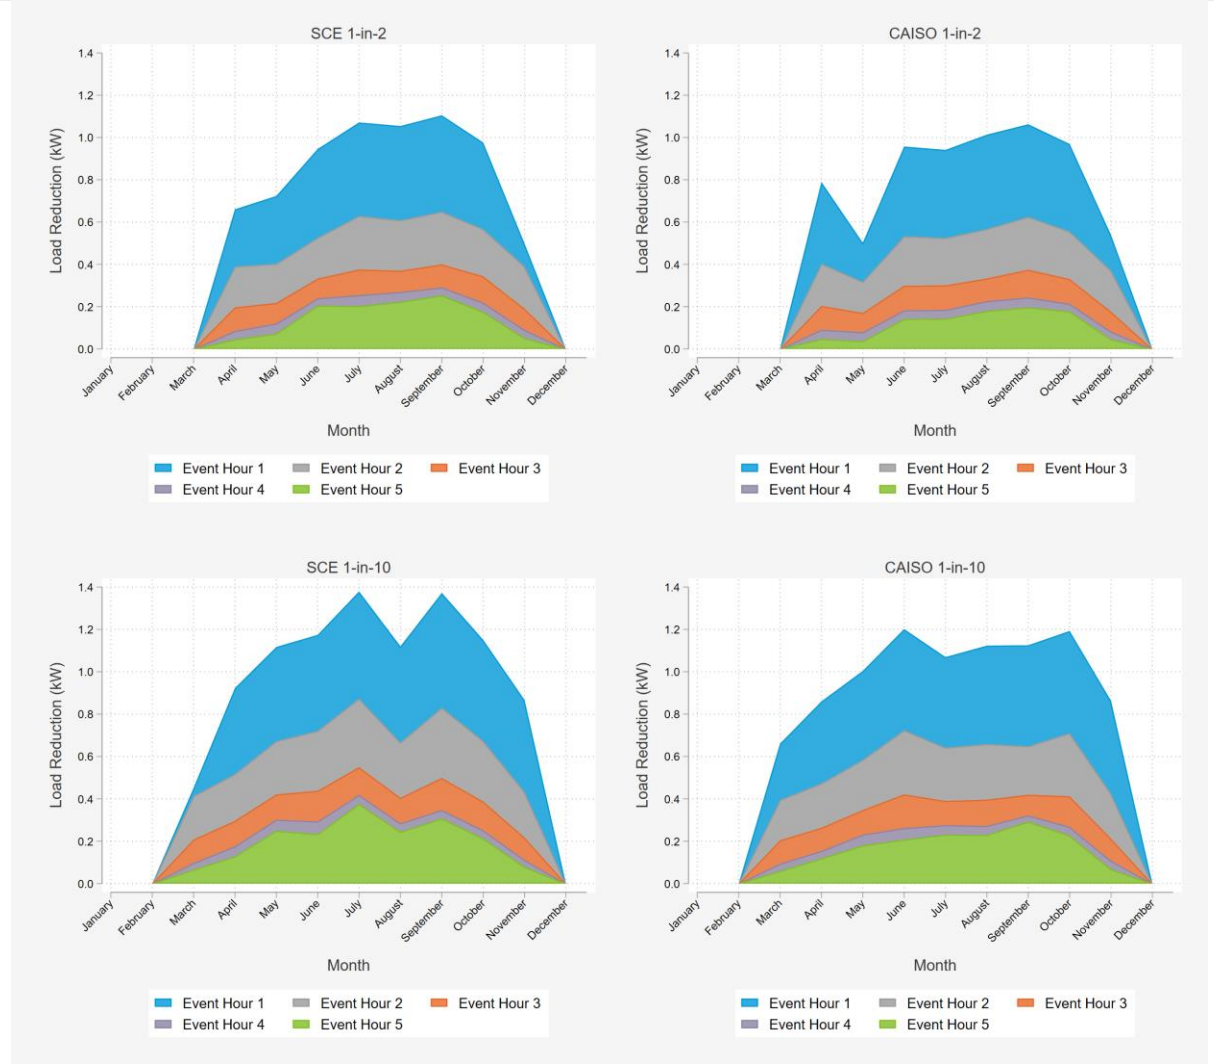 SCE 1-in-2
Load Reduction (kW)
1.4
1.2
1.0
0.8
0.6
0.4
0.2
0.0
January
February
March
April
May
June
July
August
September
October
November
December
Month
Event Hour 1 Event Hour 2 Event Hour 3
Event Hour 4 Event Hour 5
CAISO 1-in-2
Load Reduction (kW)
1.4
1.2
1.0
0.8
0.6
0.4
0.2
0.0
January
February
March
April
May
June
July
August
September
October
November
December
Month
Event Hour 1 Event Hour 2 Event Hour 3
Event Hour 4 Event Hour 5
SCE 1-in-10
Load Reduction (kW)
1.4
1.2
1.0
0.8
0.6
0.4
0.2
0.0
January
February
March
April
May
June
July
August
September
October
November
December
Month
Event Hour 1 Event Hour 2 Event Hour 3
Event Hour 4 Event Hour 5
CAISO 1-in-10
Load Reduction (kW)
1.4
1.2
1.0
0.8
0.6
0.4
0.2
0.0
January
February
March
April
May
June
July
August
September
October
November
December
Month
Event Hour 1 Event Hour 2 Event Hour 3
Event Hour 4 Event Hour 5